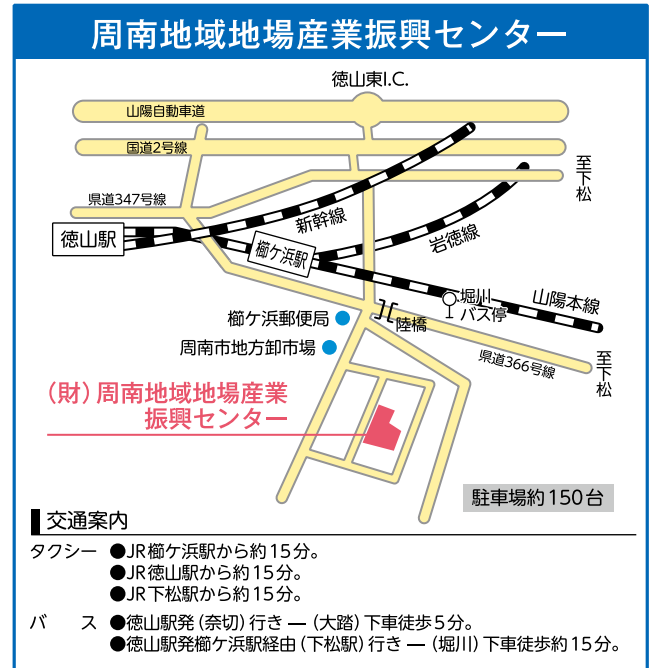 周南地域地場産業振興センター
徳山東I.C.
山陽自動車道
国道2号線
至下松
県道347号線
新幹線
徳山駅
櫛ケ浜駅
岩徳線
堀川
バス停
山陽本線
櫛ケ浜郵便局
陸橋
周南市地方卸市場
県道366号線
至下松
（財）周南地域地場産業
振興センター
駐車場約150台
交通案内
タクシー ●JR櫛ケ浜駅から約15分。
●JR徳山駅から約15分。
●JR下松駅から約15分。
バス ●徳山駅発（奈切）行き ―（大踏）下車徒歩5分。
●徳山駅発櫛ケ浜駅経由（下松駅）行き ―（堀川）下車徒歩約15分。